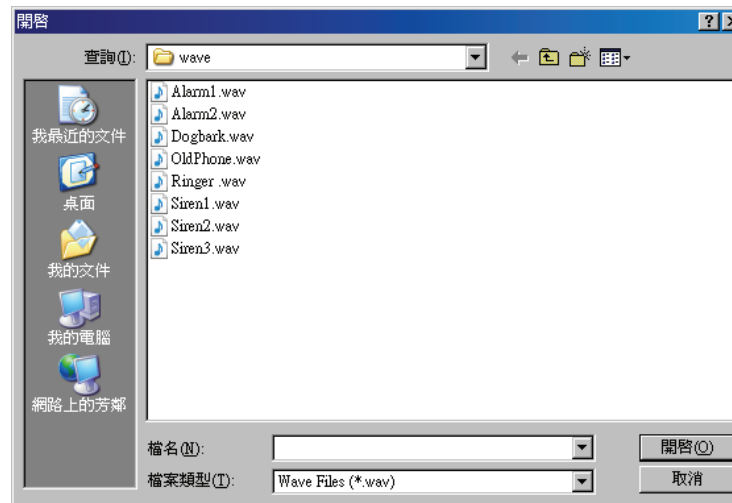 開啓
?
查詢(I):
wave
我最近的文件
桌面
我的文件
我的電腦
網路上的芳鄰
Alarm1.wav
Alarm2.wav
Dogbark.wav
OldPhone.wav
Ringer .wav
Siren1.wav
Siren2.wav
Siren3.wav
檔名(N):
開啓(O)
檔案類型(T):
Wave Files (*.wav)
取消